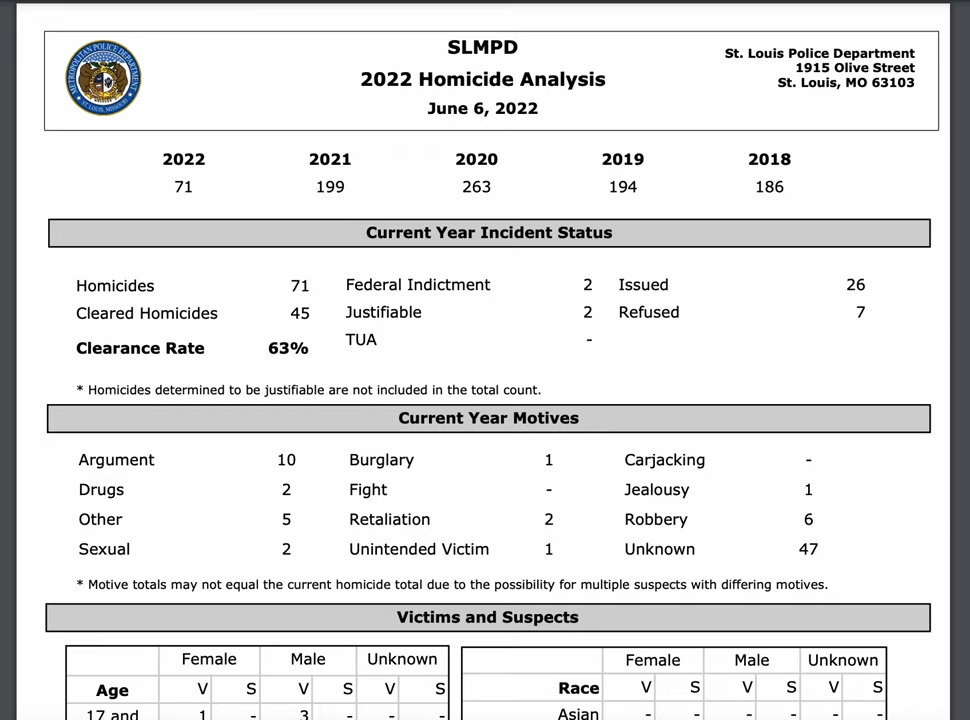 SLMPD
2022 Homicide Analysis
June 6, 2022
St. Louis Police Department
1915 Olive Street
St. Louis, MO 63103
METROPOLITAN POLICE DEPARTMENT
ST. LOUIS, MISSOURI
2022 2021 2020 2019 2018
71 199 263 194 186
Current Year Incident Status
Homicides 71 Federal Indictment 2 Issued 26
Cleared Homicides 45 Justifiable 2 Refused 7
Clearance Rate 63% TUA -
* Homicides determined to be justifiable are not included in the total count.
Current Year Motives
Argument 10 Burglary 1 Carjacking -
Drugs 2 Fight - Jealousy 1
Other 5 Retaliation 2 Robbery 6
Sexual 2 Unintended Victim 1 Unknown 47
* Motive totals may not equal the current homicide total due to the possibility for multiple suspects with differing motives.
Victims and Suspects
Female Male Unknown
Age V S V S V S
17 and 1 - 3 - - -
Female Male Unknown
Race V S V S V S
Asian - - - - - -